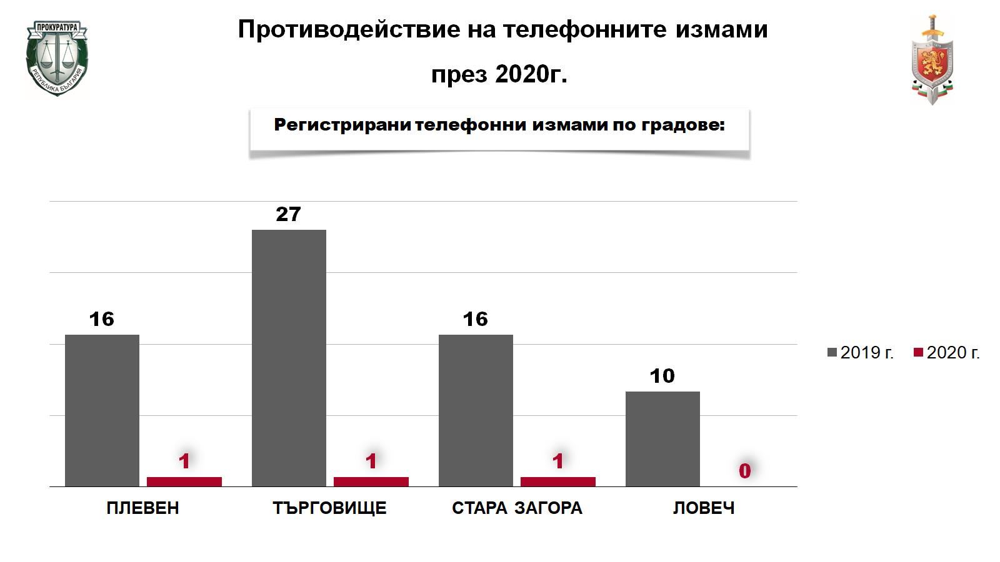 ПРОКУРАТУРА
РЕПУБЛИКА БЪЛГАРИЯ
Противодействие на телефонните измами
през 2020г.
Регистрирани телефонни измами по градове:
27
16
16
10
1
1
1
0
2019 г.
2020 г.
ПЛЕВЕН
ТЪРГОВИЩЕ
СТАРА ЗАГОРА
ЛОВЕЧ